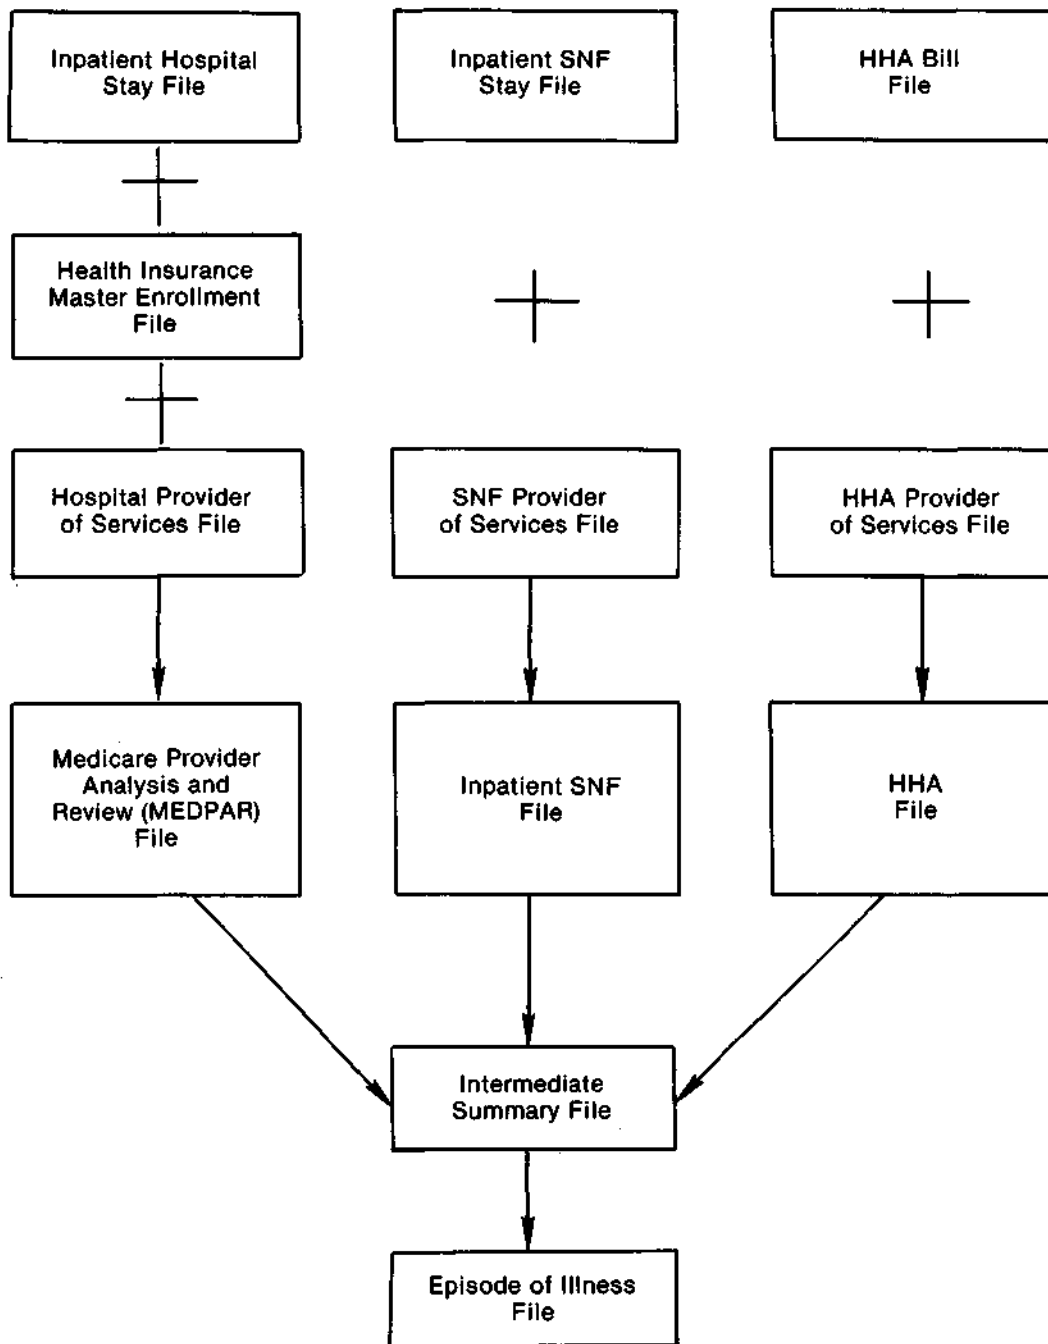 Inpatient Hospital
Stay File
Inpatient SNF
Stay File
HHA Bill
File
Health Insurance
Master Enrollment
File
Hospital Provider
of Services File
SNF Provider
of Services File
HHA Provider
of Services File
Medicare Provider
Analysis and
Review (MEDPAR)
File
Inpatient SNF
File
HHA
File
Intermediate
Summary File
Episode of Illness
File